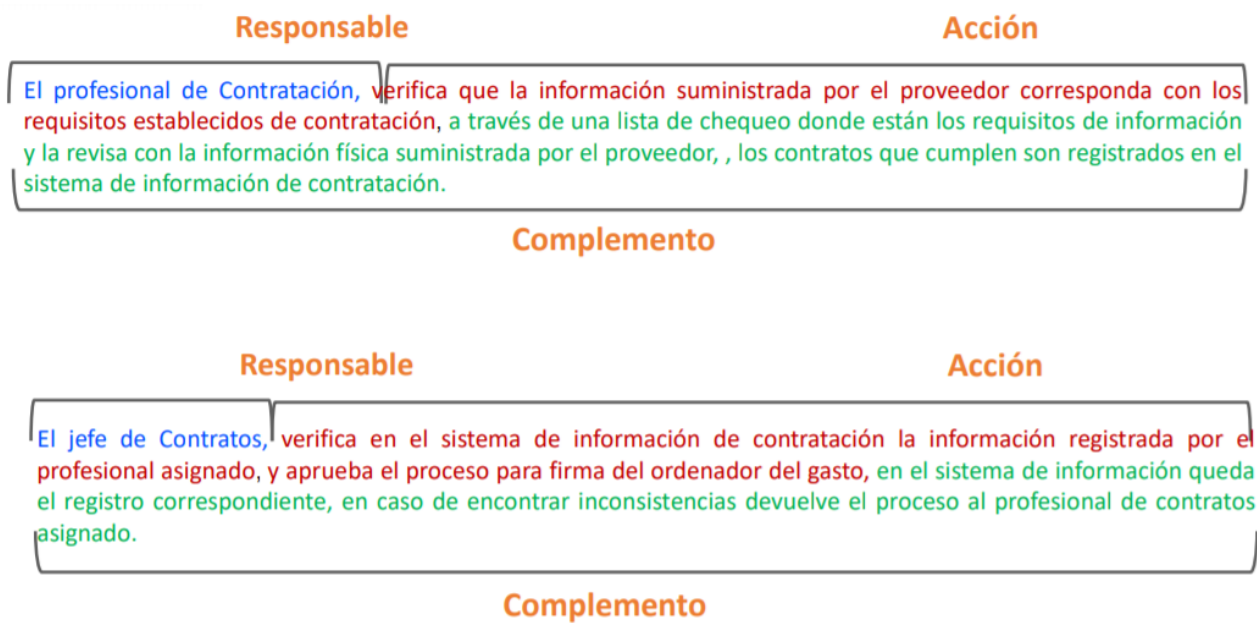 Responsable Acción
El profesional de Contratación, verifica que la información suministrada por el proveedor corresponda con los
requisitos establecidos de contratación, a través de una lista de chequeo donde están los requisitos de información
y la revisa con la información física suministrada por el proveedor, , los contratos que cumplen son registrados en el
sistema de información de contratación.
Complemento
Responsable Acción
El jefe de Contratos, verifica en el sistema de información de contratación la información registrada por el
profesional asignado, y aprueba el proceso para firma del ordenador del gasto, en el sistema de información queda
el registro correspondiente, en caso de encontrar inconsistencias devuelve el proceso al profesional de contratos
asignado.
Complemento